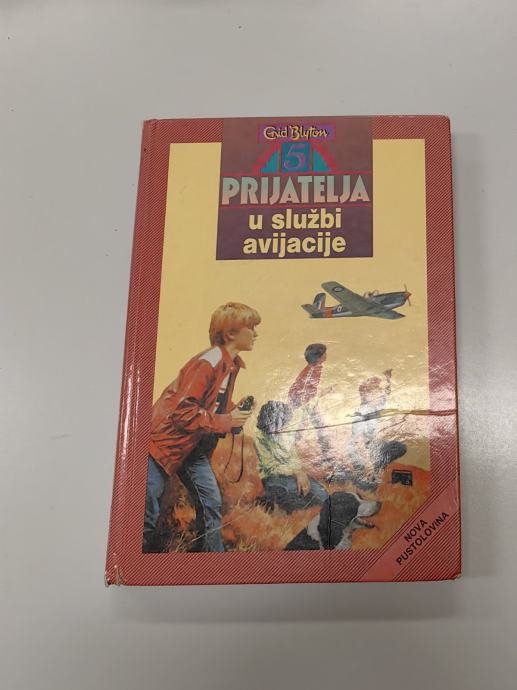 Enid Blyton
5
PRIJATELJA
u službi
avijacije
NOVA
PUSTOLOVINA